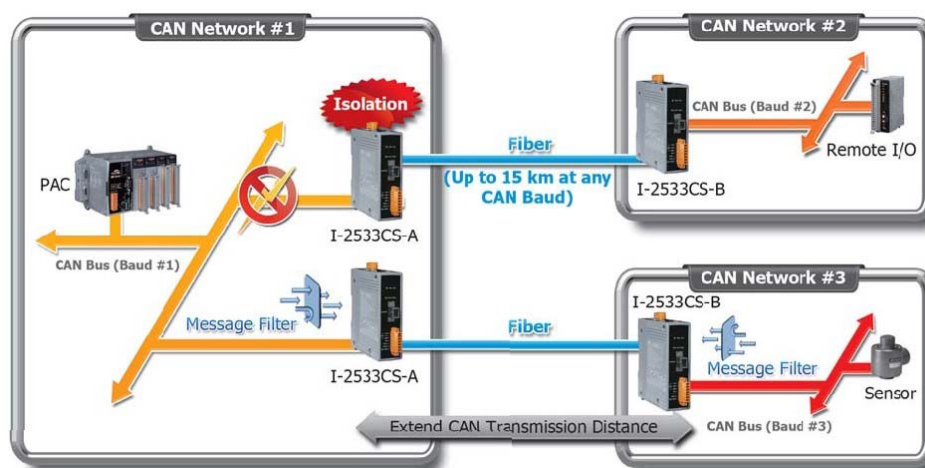 CAN Network #1
Isolation
PAC
I-2533CS-A
CAN Bus (Baud #1)
Message Filter
I-2533CS-A
Fiber
(Up to 15 km at any
CAN Baud)
Fiber
Extend CAN Transmission Distance
CAN Network #2
CAN Bus (Baud #2)
Remote I/O
I-2533CS-B
CAN Network #3
I-2533CS-B
Message Filter
Sensor
CAN Bus (Baud #3)